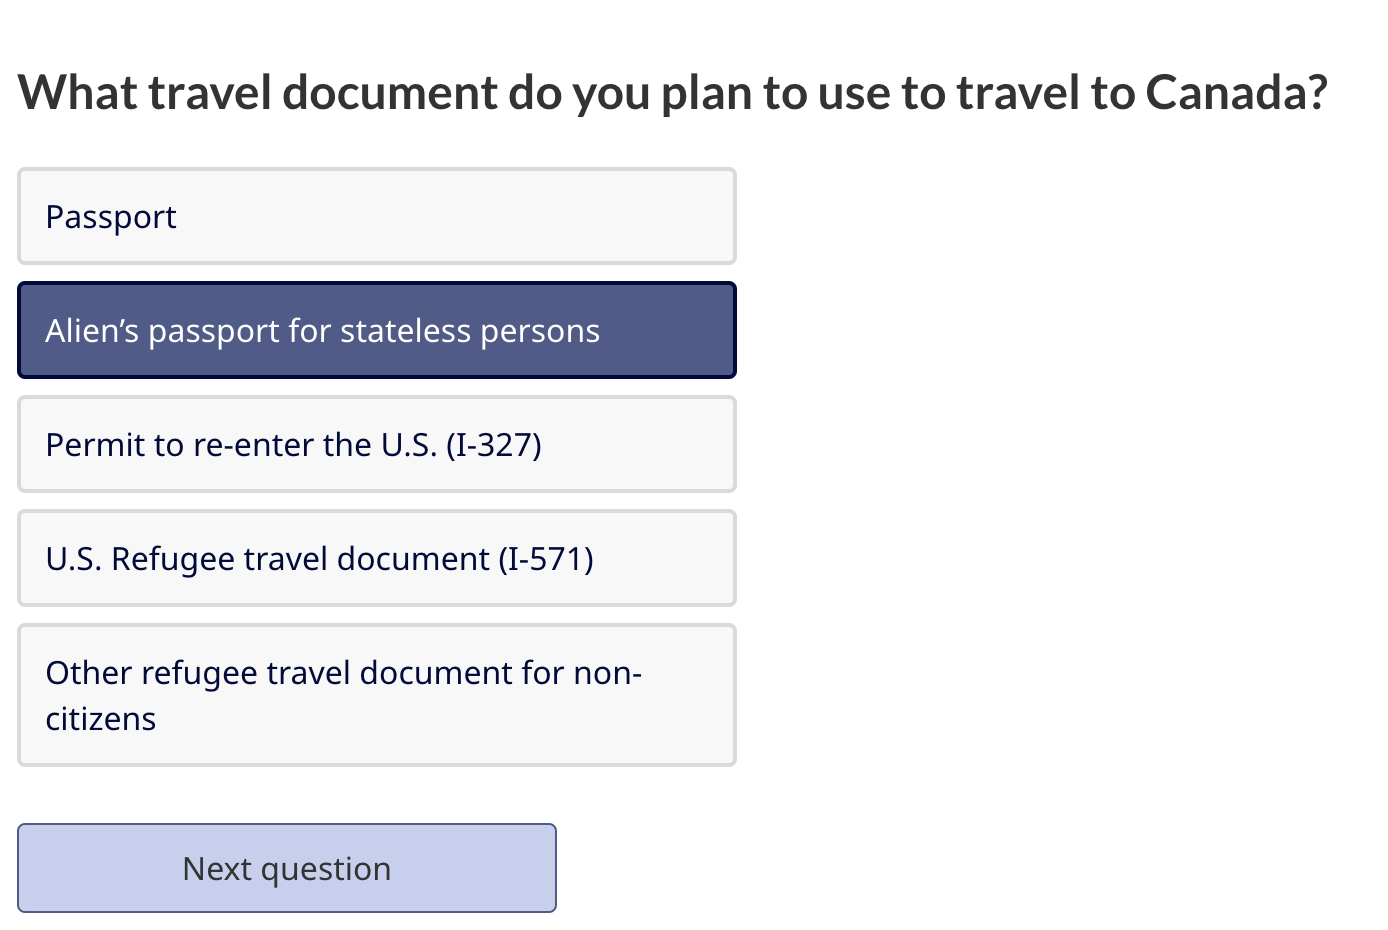 What travel document do you plan to use to travel to Canada?
Passport
Alien’s passport for stateless persons
Permit to re-enter the U.S. (I-327)
U.S. Refugee travel document (I-571)
Other refugee travel document for non-
citizens
Next question